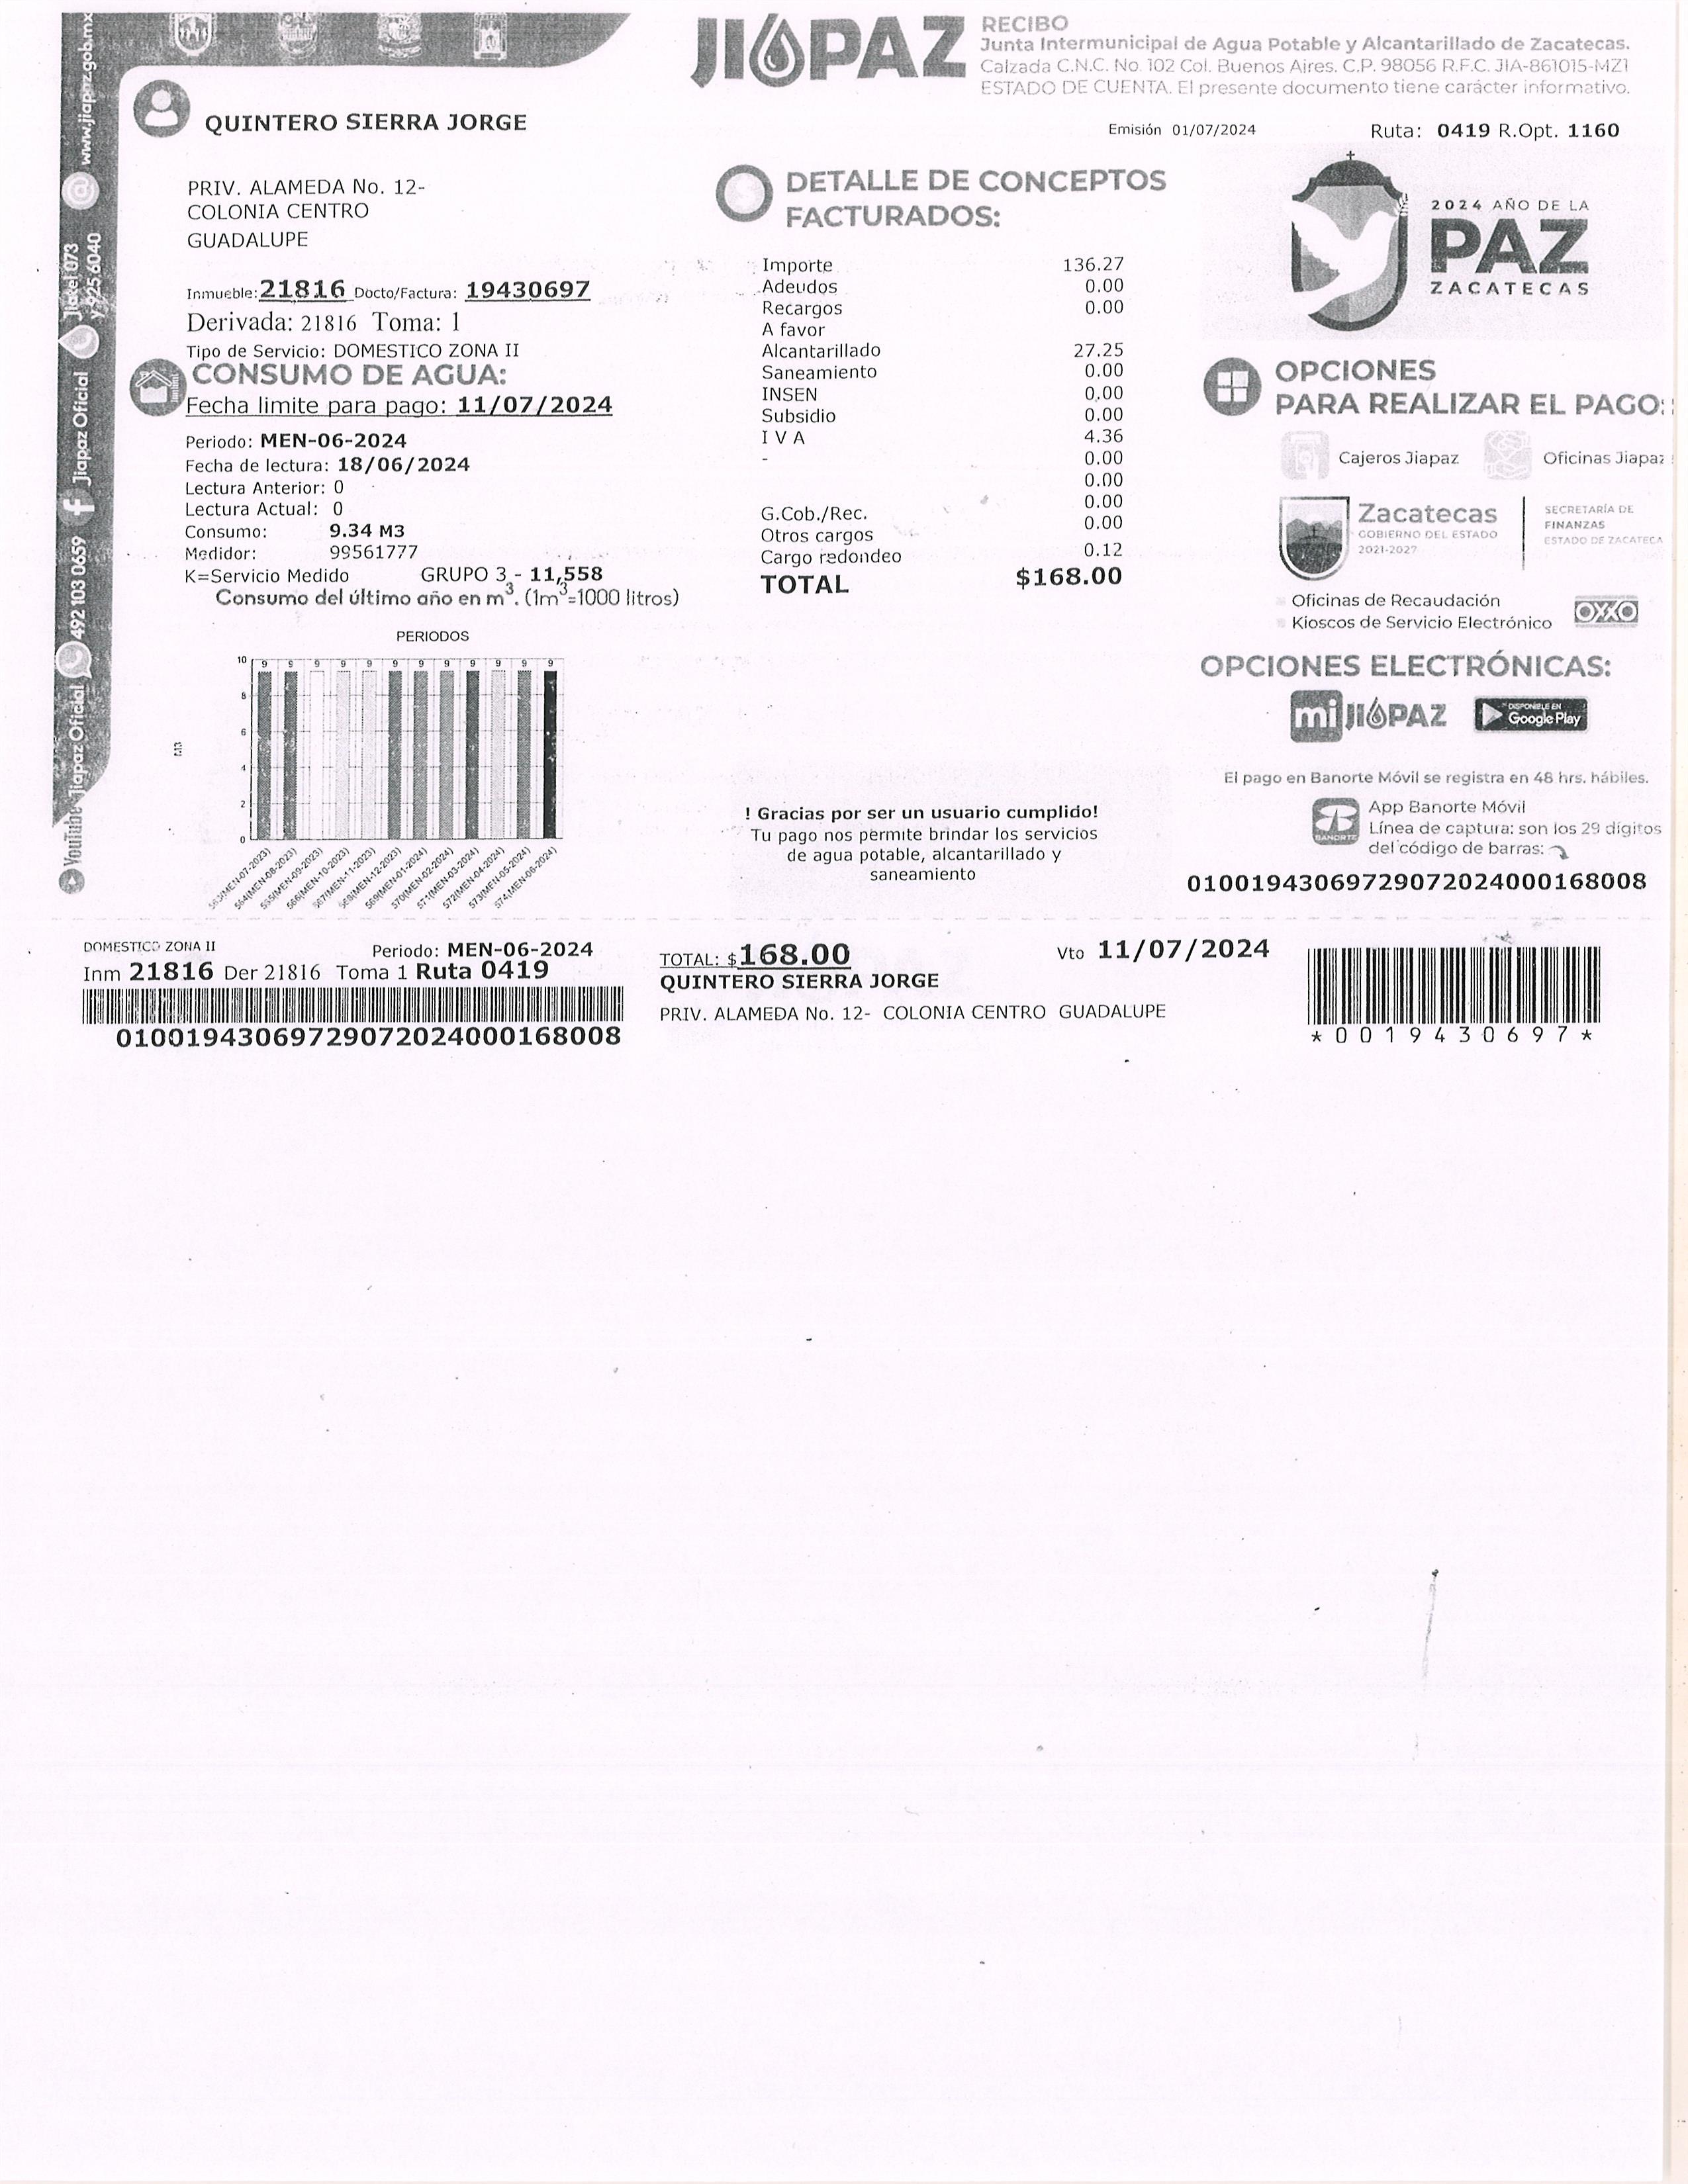 JIAPAZ
RECIBO
Junta Intermunicipal de Agua Potable y Alcantarillado de Zacatecas.
Calzada C.N.C. No. 102 Col. Buenos Aires. C.P. 98056 R.F.C. JIA-861015-MZ1
ESTADO DE CUENTA. El presente documento tiene carácter informativo.
Emisión 01/07/2024 Ruta: 0419 R.Opt. 1160
www.jiapaz.gob.mx
Jiatel 073
y 925 6040
Jiapaz Oficial
492 103 0659
YouTube Jiapaz Oficial
QUINTERO SIERRA JORGE
PRIV. ALAMEDA No. 12-
COLONIA CENTRO
GUADALUPE
Inmueble: 21816 Docto/Factura: 19430697
Derivada: 21816 Toma: 1
Tipo de Servicio: DOMESTICO ZONA II
CONSUMO DE AGUA:
Fecha limite para pago: 11/07/2024
Periodo: MEN-06-2024
Fecha de lectura: 18/06/2024
Lectura Anterior: 0
Lectura Actual: 0
Consumo: 9.34 M3
Medidor: 99561777
K=Servicio Medido GRUPO 3 - 11,558
Consumo del último año en m3. (1m3=1000 litros)
PERIODOS
10 9 9 9 9 9 9 9 9 9 9 9 9
8
6
4
2
0
M3
563(MEN-07-2023)
564(MEN-08-2023)
565(MEN-09-2023)
566(MEN-10-2023)
567(MEN-11-2023)
568(MEN-12-2023)
569(MEN-01-2024)
570(MEN-02-2024)
571(MEN-03-2024)
572(MEN-04-2024)
573(MEN-05-2024)
574(MEN-06-2024)
DETALLE DE CONCEPTOS
FACTURADOS:
Importe 136.27
Adeudos 0.00
Recargos 0.00
A favor
Alcantarillado 27.25
Saneamiento 0.00
INSEN 0.00
Subsidio 0.00
I V A 4.36
- 0.00
0.00
0.00
G.Cob./Rec. 0.00
Otros cargos
Cargo redondeo 0.12
TOTAL $168.00
! Gracias por ser un usuario cumplido!
Tu pago nos permite brindar los servicios
de agua potable, alcantarillado y
saneamiento
2024 AÑO DE LA
PAZ
ZACATECAS
OPCIONES
PARA REALIZAR EL PAGO:
Cajeros Jiapaz Oficinas Jiapaz
Zacatecas
GOBIERNO DEL ESTADO
2021-2027
SECRETARÍA DE
FINANZAS
ESTADO DE ZACATECA
Oficinas de Recaudación
Kioscos de Servicio Electrónico
OXXO
OPCIONES ELECTRÓNICAS:
mi JIAPAZ
DISPONIBLE EN
Google Play
El pago en Banorte Móvil se registra en 48 hrs. hábiles.
BANORTE
App Banorte Móvil
Línea de captura: son los 29 digitos
del código de barras:
01001943069729072024000168008
DOMESTICO ZONA II Periodo: MEN-06-2024
Inm 21816 Der 21816 Toma 1 Ruta 0419
01001943069729072024000168008
TOTAL: $168.00 Vto 11/07/2024
QUINTERO SIERRA JORGE
PRIV. ALAMEDA No. 12- COLONIA CENTRO GUADALUPE
*0019430697*